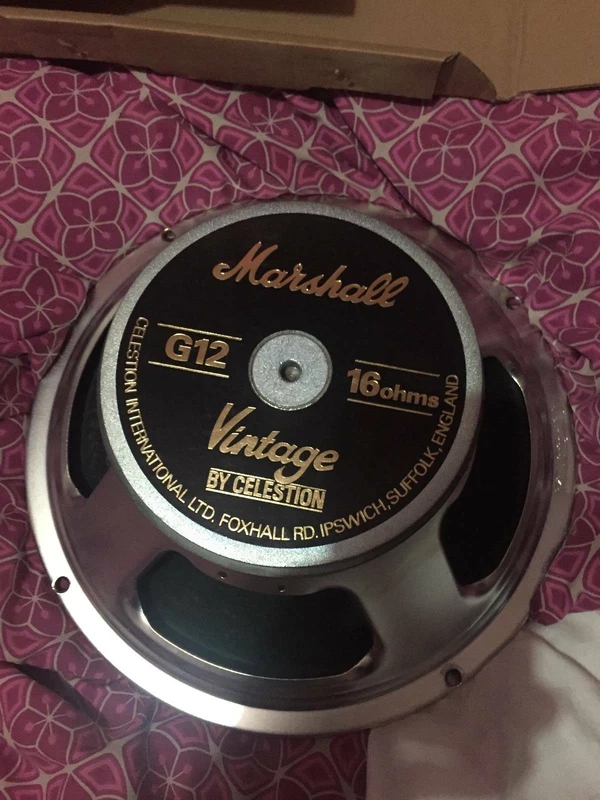 Marshall
G12
16ohms
Vintage
BY CELESTION
CELESTION INTERNATIONAL LTD. FOXHALL RD. IPSWICH, SUFFOLK, ENGLAND